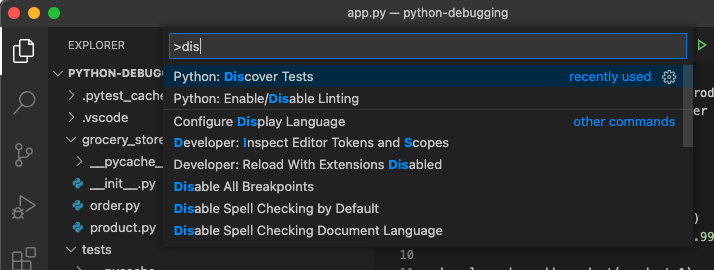 app.py — python-debugging
EXPLORER
>dis
PYTHON-DEBUGG
Python: Discover Tests recently used
.pytest_cache
Python: Enable/Disable Linting
.vscode
Configure Display Language other commands
grocery_store
Developer: Inspect Editor Tokens and Scopes
__pycache__
Developer: Reload With Extensions Disabled
__init__.py
Disable All Breakpoints
order.py
Disable Spell Checking by Default
product.py
Disable Spell Checking Document Language
tests
rod
er
)
.99
10